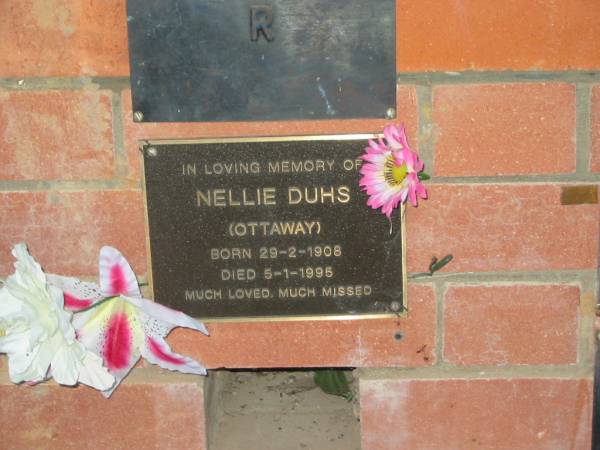 R
IN LOVING MEMORY OF
NELLIE DUHS
(OTTAWAY)
BORN 29-2-1908
DIED 5-1-1995
MUCH LOVED, MUCH MISSED